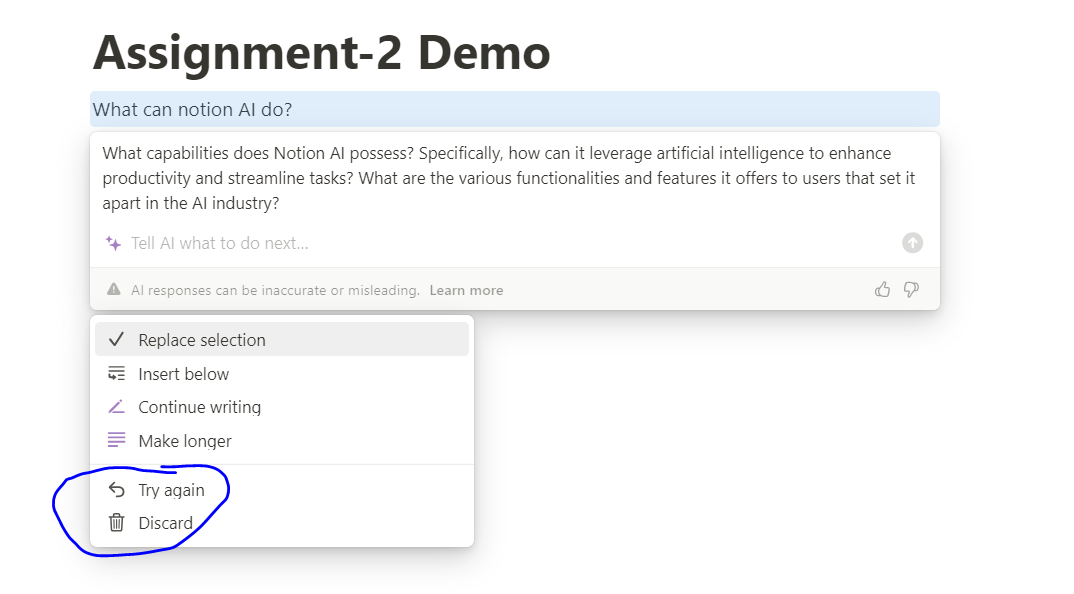 Assignment-2 Demo
What can notion AI do?
What capabilities does Notion AI possess? Specifically, how can it leverage artificial intelligence to enhance
productivity and streamline tasks? What are the various functionalities and features it offers to users that set it
apart in the AI industry?
Tell AI what to do next...
AI responses can be inaccurate or misleading. Learn more
Replace selection
Insert below
Continue writing
Make longer
Try again
Discard